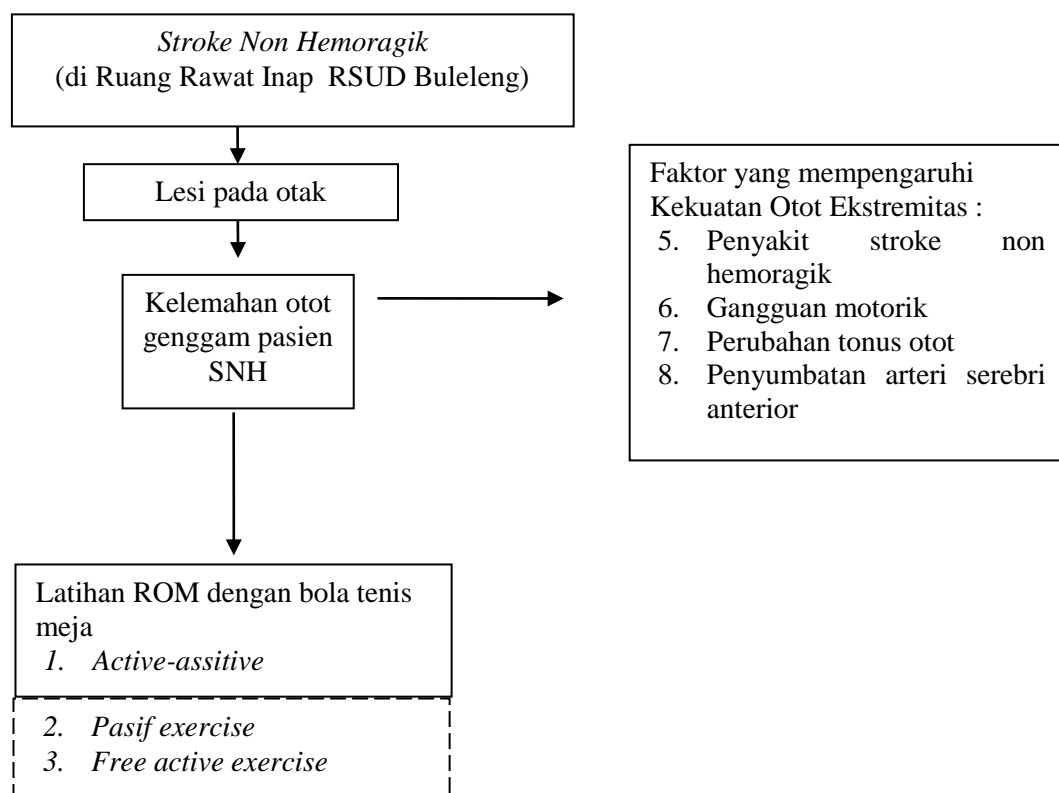 Stroke Non Hemoragik
(di Ruang Rawat Inap RSUD Buleleng)
Lesi pada otak
Kelemahan otot
genggam pasien
SNH
Faktor yang mempengaruhi
Kekuatan Otot Ekstremitas :
5. Penyakit stroke non
hemoragik
6. Gangguan motorik
7. Perubahan tonus otot
8. Penyumbatan arteri serebri
anterior
Latihan ROM dengan bola tenis
meja
1. Active-assitive
2. Pasif exercise
3. Free active exercise